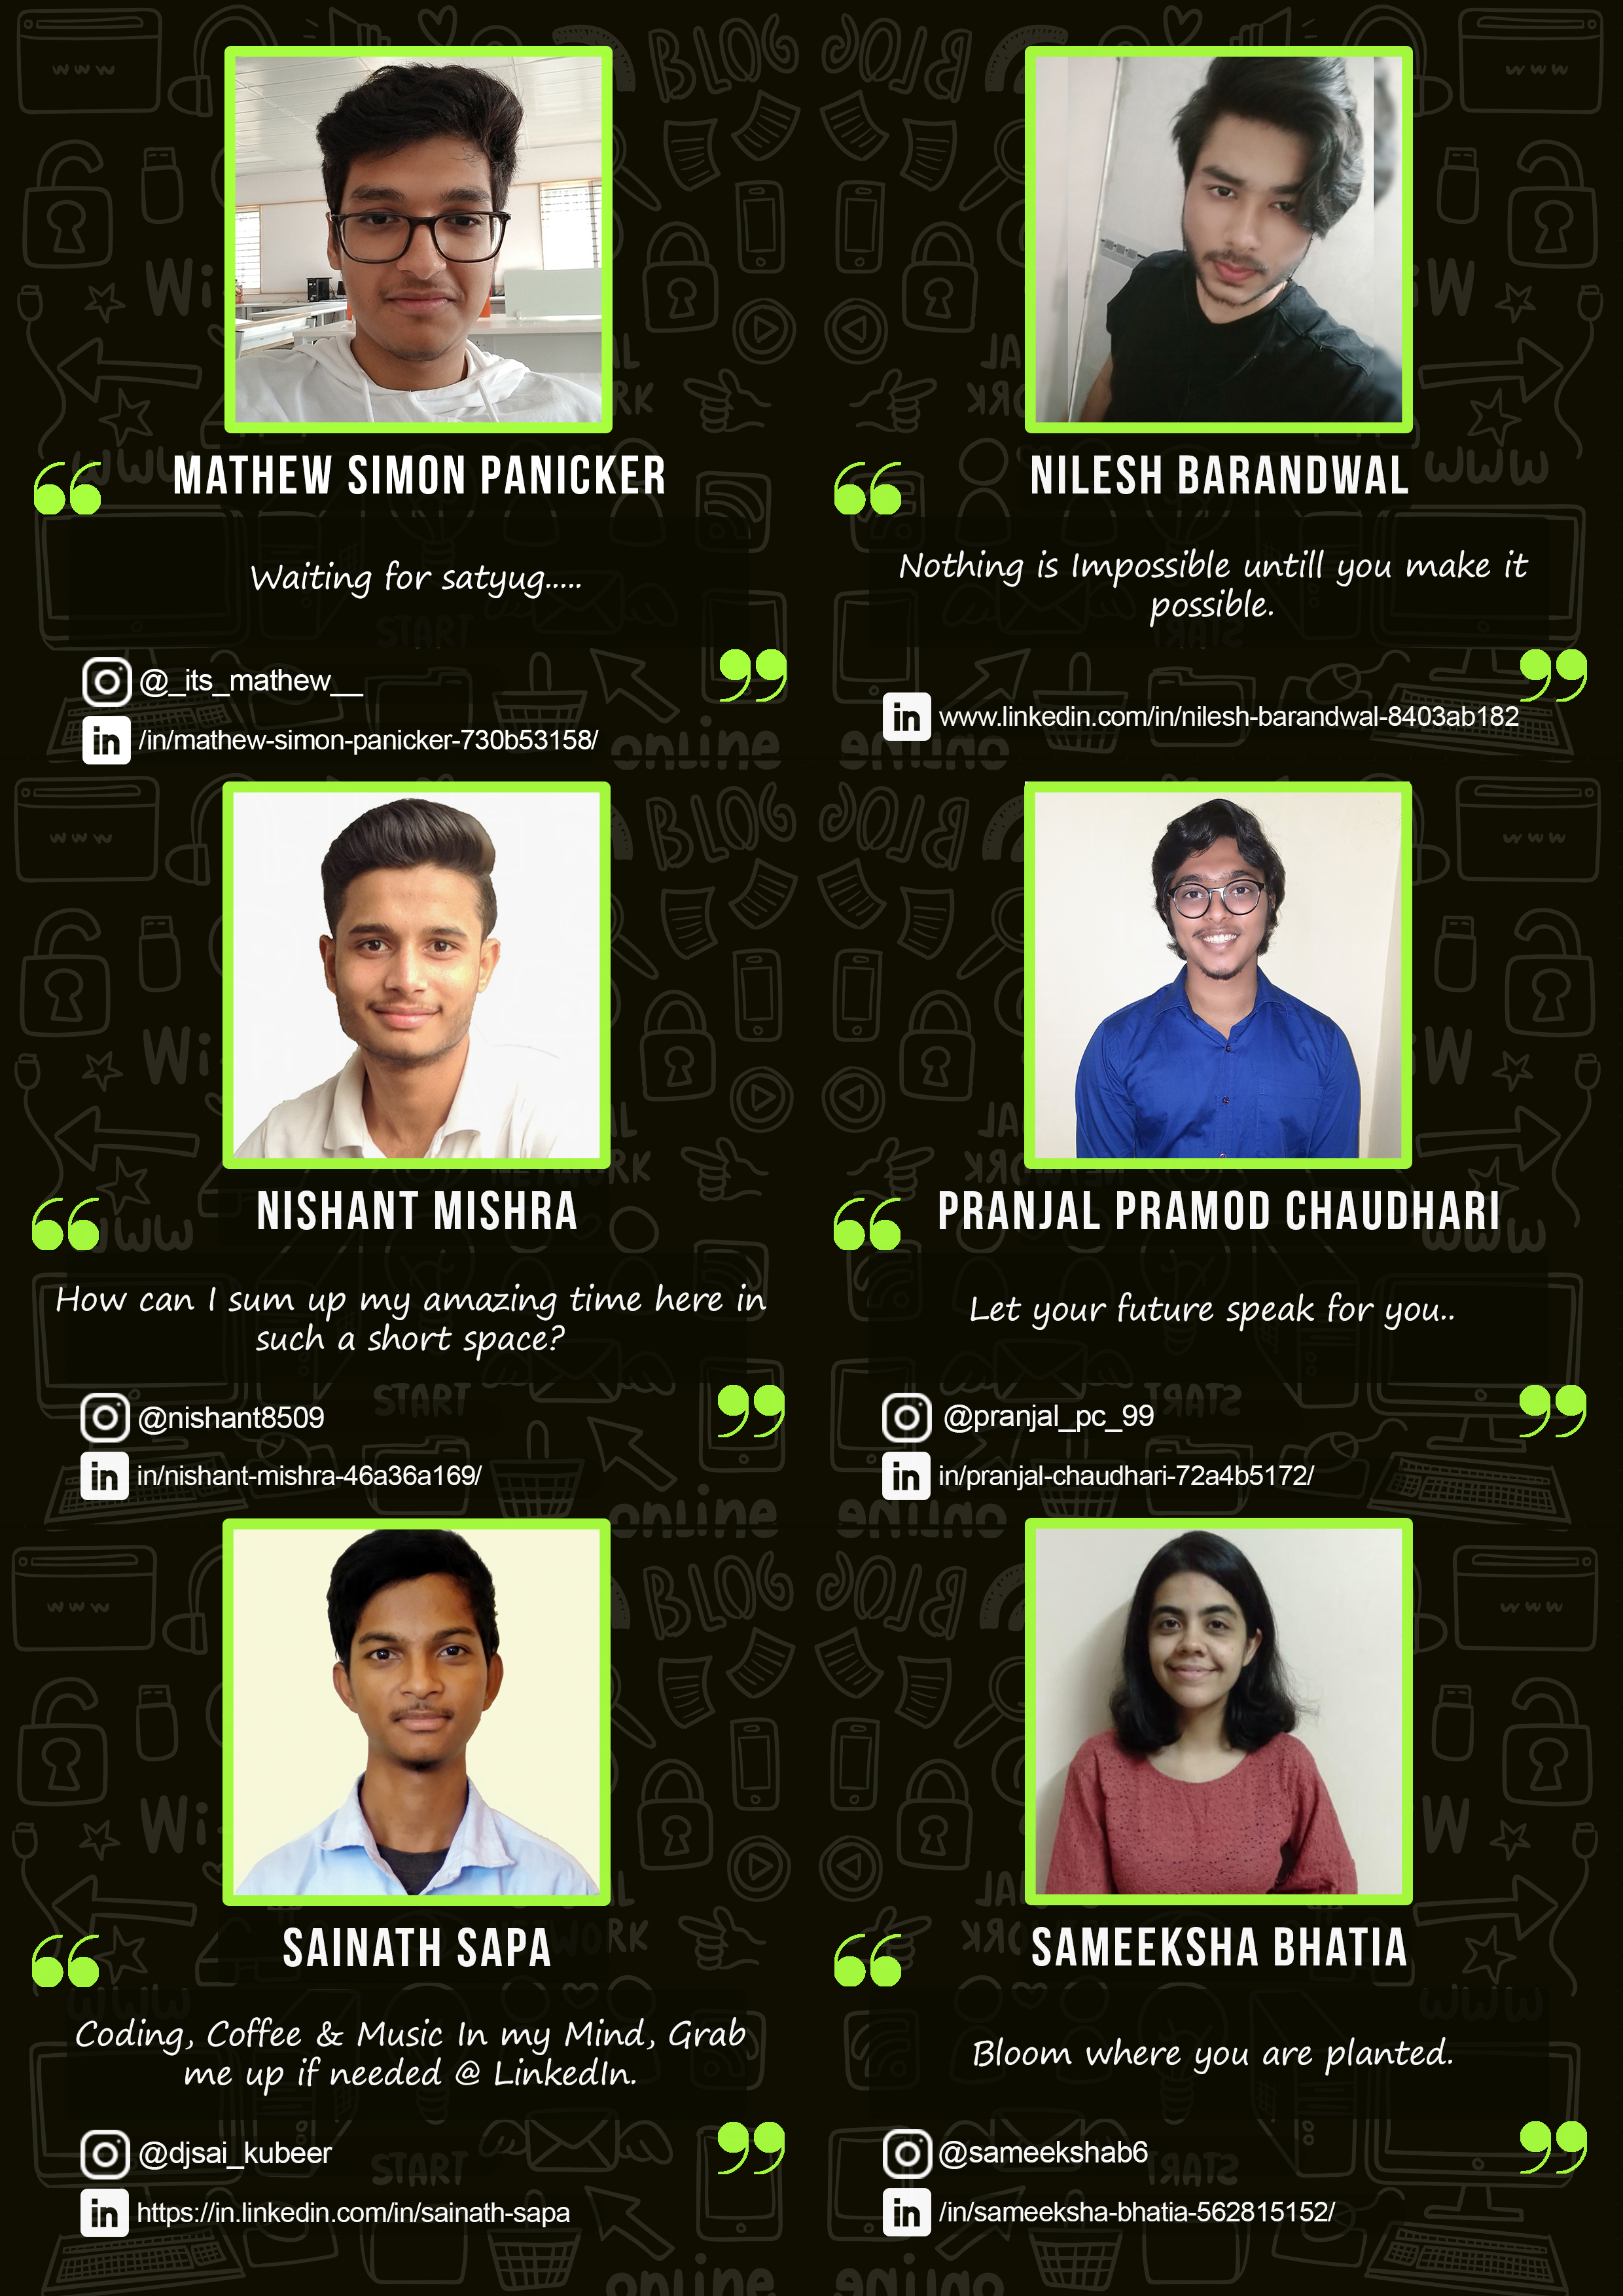 MATHEW SIMON PANICKER
Waiting for satyug.....
@_its_mathew__
/in/mathew-simon-panicker-730b53158/
NILESH BARANDWAL
Nothing is Impossible untill you make it
possible.
www.linkedin.com/in/nilesh-barandwal-8403ab182
NISHANT MISHRA
How can I sum up my amazing time here in
such a short space?
@nishant8509
in/nishant-mishra-46a36a169/
PRANJAL PRAMOD CHAUDHARI
Let your future speak for you..
@pranjal_pc_99
in/pranjal-chaudhari-72a4b5172/
SAINATH SAPA
Coding, Coffee & Music In my Mind, Grab
me up if needed @ LinkedIn.
@djsai_kubeer
https://in.linkedin.com/in/sainath-sapa
SAMEEKSHA BHATIA
Bloom where you are planted.
@sameekshab6
/in/sameeksha-bhatia-562815152/